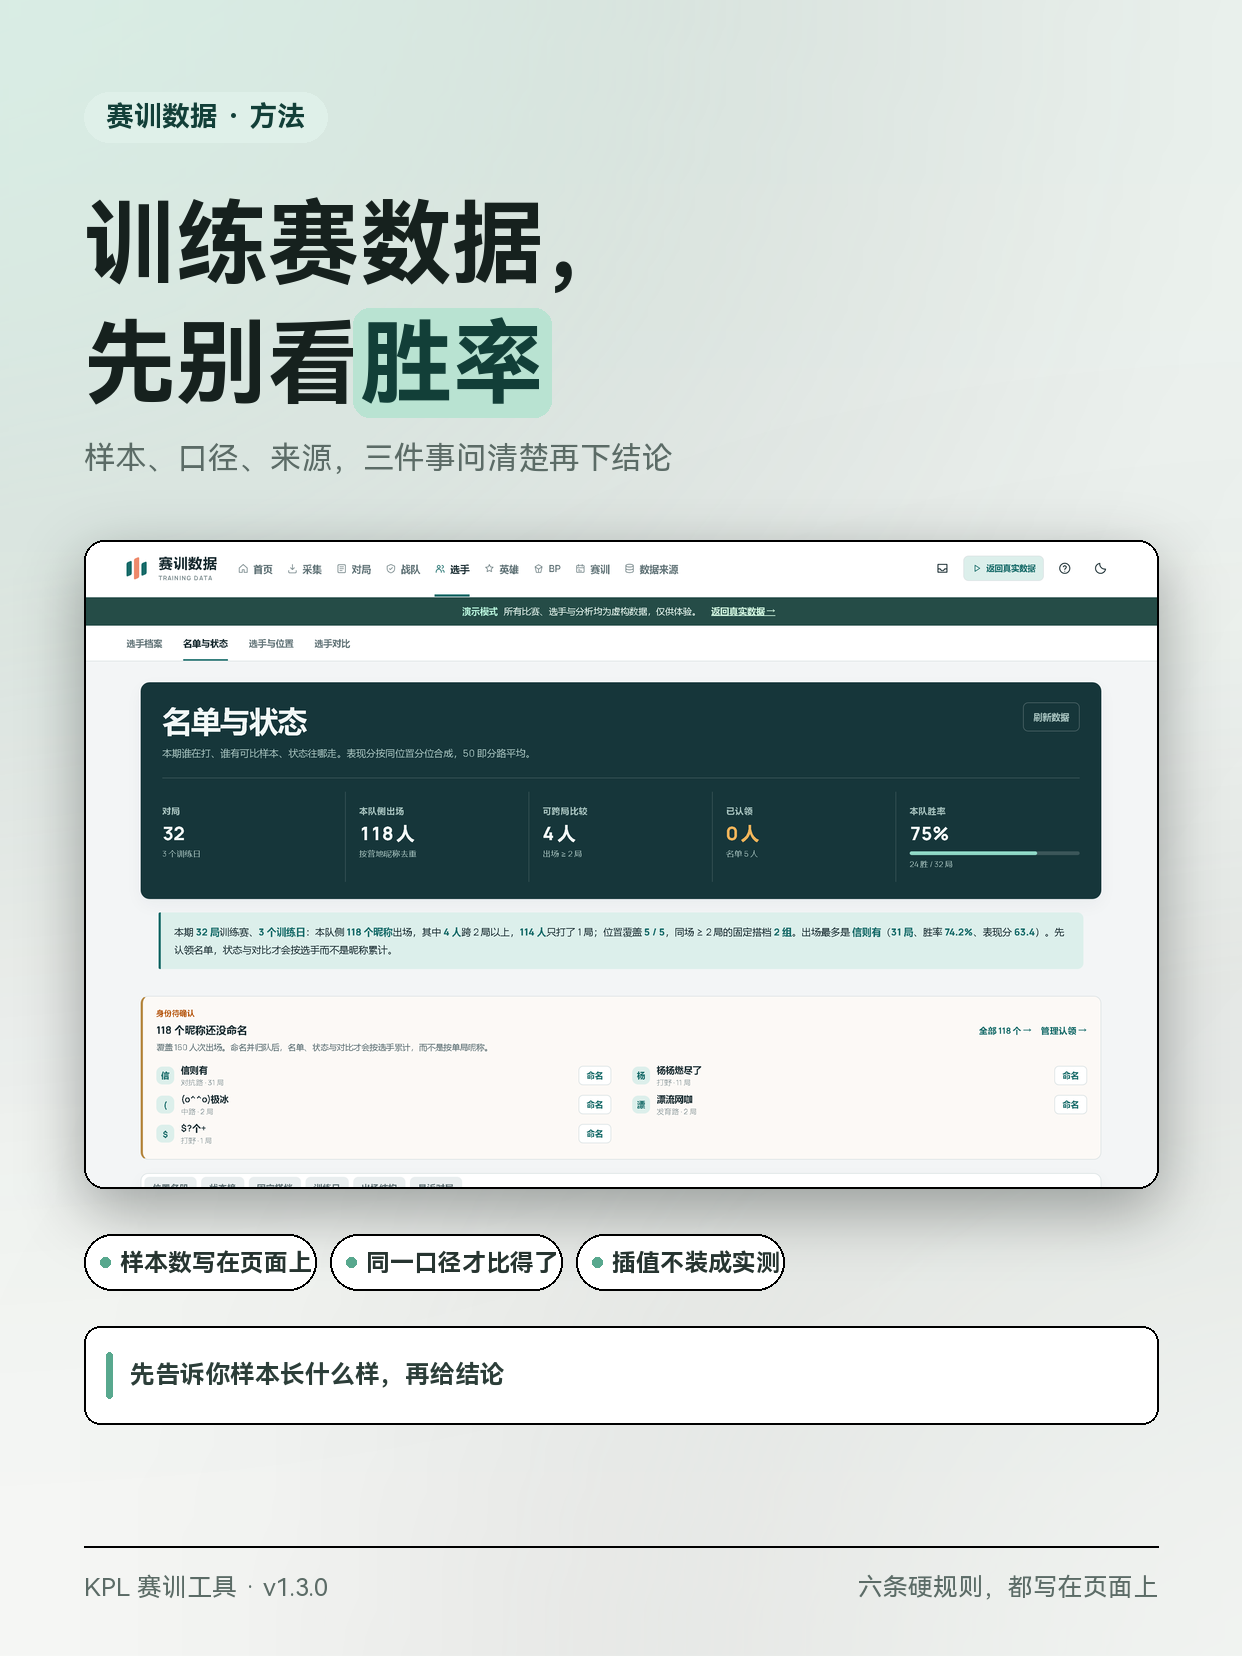 赛训数据 · 方法
训练赛数据，
先别看胜率
样本、口径、来源，三件事问清楚再下结论
赛训数据
TRAINING DATA
首页 采集 对局 战队 选手 英雄 BP 赛训 数据来源
返回真实数据
演示模式 所有比赛、选手与分析均为虚构数据，仅供体验。 返回真实数据→
选手档案 名单与状态 选手与位置 选手对比
名单与状态
刷新数据
本期谁在打、谁有可比样本、状态往哪走。表现分按同位置分位合成，50 即分路平均。
对局 本队侧出场 可跨局比较 已认领 本队胜率
32 118 人 4 人 0 人 75%
3 个训练日 按营地昵称去重 出场 ≥ 2 局 名单 5 人 24 胜 / 32 局
本期 32 局训练赛、3 个训练日：本队侧 118 个昵称出场，其中 4 人跨 2 局以上，114 人只打了 1 局；位置覆盖 5 / 5，同场 ≥ 2 局的固定搭档 2 组。出场最多是 信则有（31 局、胜率 74.2%、表现分 63.4）。先
认领名单，状态与对比才会按选手而不是昵称累计。
身份待确认
118 个昵称还没命名
全部 118 个→ 管理认领→
覆盖 160 人次出场。命名并归队后，名单、状态与对比才会按选手累计，而不是按单局昵称。
信 信则有 命名 杨 杨杨燃尽了 命名
对抗路 · 31 局 打野 · 11 局
( (o^^o)极冰 命名 漂 漂流网咖 命名
中路 · 2 局 发育路 · 2 局
$ $?个+ 命名
打野 · 1 局
样本数写在页面上 同一口径才比得了 插值不装成实测
先告诉你样本长什么样，再给结论
KPL 赛训工具 · v1.3.0
六条硬规则，都写在页面上